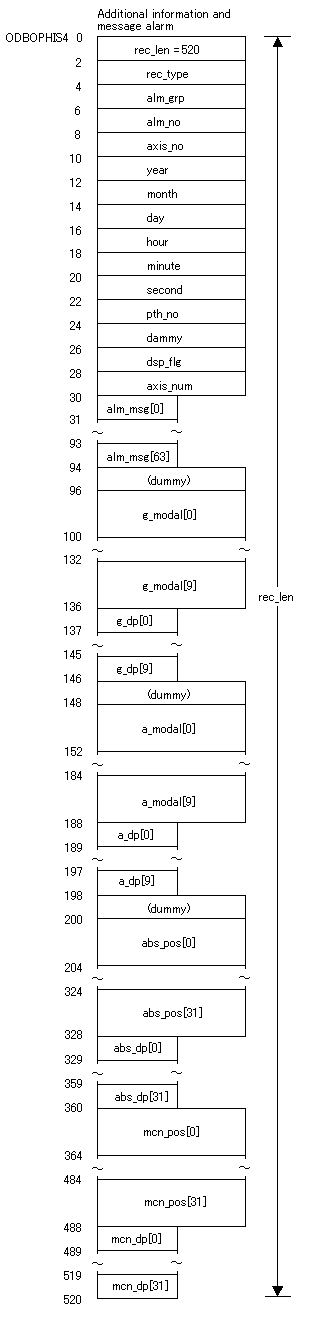 Additional information and
message alarm
ODBOPHIS4 0
rec_len = 520
2
rec_type
4
alm_grp
6
alm_no
8
axis_no
10
year
12
month
14
day
16
hour
18
minute
20
second
22
pth_no
24
dammy
26
dsp_flg
28
axis_num
30
alm_msg[0]
31
~ ~
93
alm_msg[63]
94
(dummy)
96
g_modal[0]
100
~ ~
132
g_modal[9]
rec_len
136
g_dp[0]
137
~ ~
145
g_dp[9]
146
(dummy)
148
a_modal[0]
152
~ ~
184
a_modal[9]
188
a_dp[0]
189
~ ~
197
a_dp[9]
198
(dummy)
200
abs_pos[0]
204
~ ~
324
abs_pos[31]
328
abs_dp[0]
329
~ ~
359
abs_dp[31]
360
mcn_pos[0]
364
~ ~
484
mcn_pos[31]
488
mcn_dp[0]
489
~ ~
519
mcn_dp[31]
520